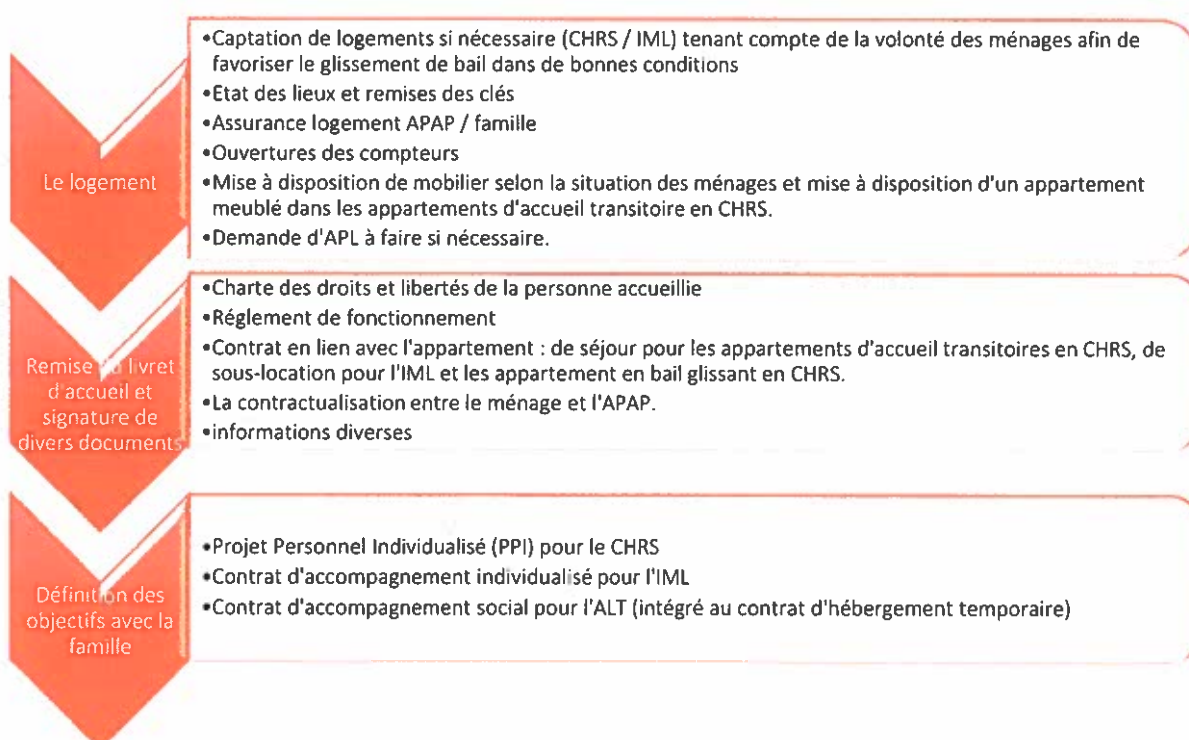 Le logement
•Captation de logements si nécessaire (CHRS / IML) tenant compte de la volonté des ménages afin de
favoriser le glissement de bail dans de bonnes conditions
•Etat des lieux et remises des clés
•Assurance logement APAP / famille
•Ouvertures des compteurs
•Mise à disposition de mobilier selon la situation des ménages et mise à disposition d'un appartement
meublé dans les appartements d'accueil transitoire en CHRS.
•Demande d'APL à faire si nécessaire.
Remise du livret
d'accueil et
signature de
divers documents
•Charte des droits et libertés de la personne accueillie
•Réglement de fonctionnement
•Contrat en lien avec l'appartement : de séjour pour les appartements d'accueil transitoires en CHRS, de
sous-location pour l'IML et les appartement en bail glissant en CHRS.
•La contractualisation entre le ménage et l'APAP.
•informations diverses
Définition des
objectifs avec la
famille
•Projet Personnel Individualisé (PPI) pour le CHRS
•Contrat d'accompagnement individualisé pour l'IML
•Contrat d'accompagnement social pour l'ALT (intégré au contrat d'hébergement temporaire)